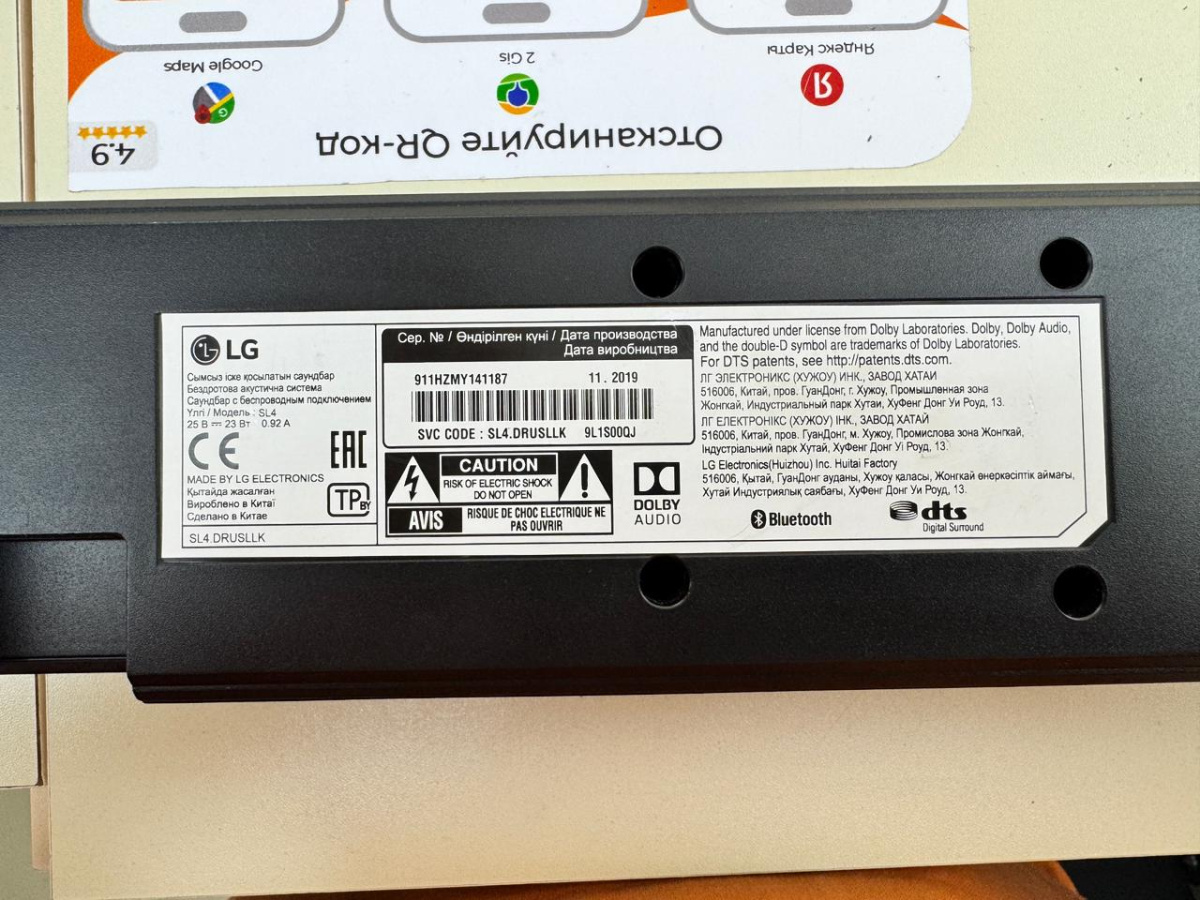 Google Maps
2 Gis
Яндекс Карты
4.9
Отсканируйте QR-код
LG
Сымсыз іске қосылатын саундбар
Бездротова акустична система
Саундбар с беспроводным подключением
Үлгі / Модель : SL4
25 В ⎓ 23 Вт 0.92 A
CE
EAC
MADE BY LG ELECTRONICS
Қытайда жасалған
Вироблено в Китаї
Сделано в Китае
TP BY
SL4.DRUSLLK
Сер. № / Өндірілген күні / Дата производства
Дата виробництва
911HZMY141187 11. 2019
SVC CODE : SL4.DRUSLLK 9L1S00QJ
CAUTION
RISK OF ELECTRIC SHOCK
DO NOT OPEN
AVIS
RISQUE DE CHOC ELECTRIQUE NE
PAS OUVRIR
DOLBY
AUDIO
Manufactured under license from Dolby Laboratories. Dolby, Dolby Audio,
and the double-D symbol are trademarks of Dolby Laboratories.
For DTS patents, see http://patents.dts.com.
ЛГ ЭЛЕКТРОНИКС (ХУЖОУ) ИНК., ЗАВОД ХАТАИ
516006, Китай, пров. ГуанДонг, г. Хужоу, Промышленная зона
Жонгкай, Индустриальный парк Хутаи, ХуФенг Донг Уи Роуд, 13.
ЛГ ЕЛЕКТРОНІКС (ХУЖОУ) ІНК., ЗАВОД ХАТАЙ
516006, Китай, пров. ГуанДонг, м. Хужоу, Промислова зона Жонгкай,
Індустріальний парк Хутай, ХуФенг Донг Уі Роуд, 13.
LG Electronics(Huizhou) Inc. Huitai Factory
516006, Қытай, ГуанДонг ауданы, Хужоу қаласы, Жонгкай өнеркәсіптік аймағы,
Хутай Индустриялық саябағы, ХуФенг Донг Уи Роуд, 13.
Bluetooth
dts
Digital Surround